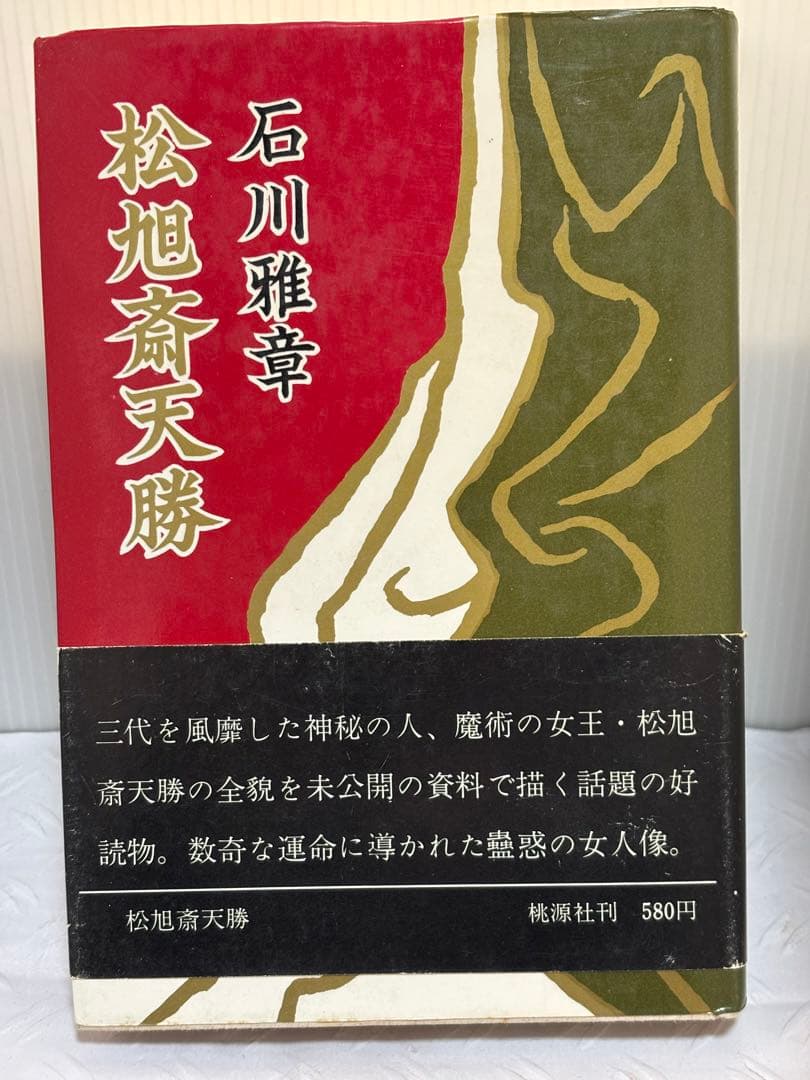 石川雅章
松旭斎天勝
三代を風靡した神秘の人、魔術の女王・松旭
斎天勝の全貌を未公開の資料で描く話題の好
読物。数奇な運命に導かれた蠱惑の女人像。
松旭斎天勝
桃源社刊 580円